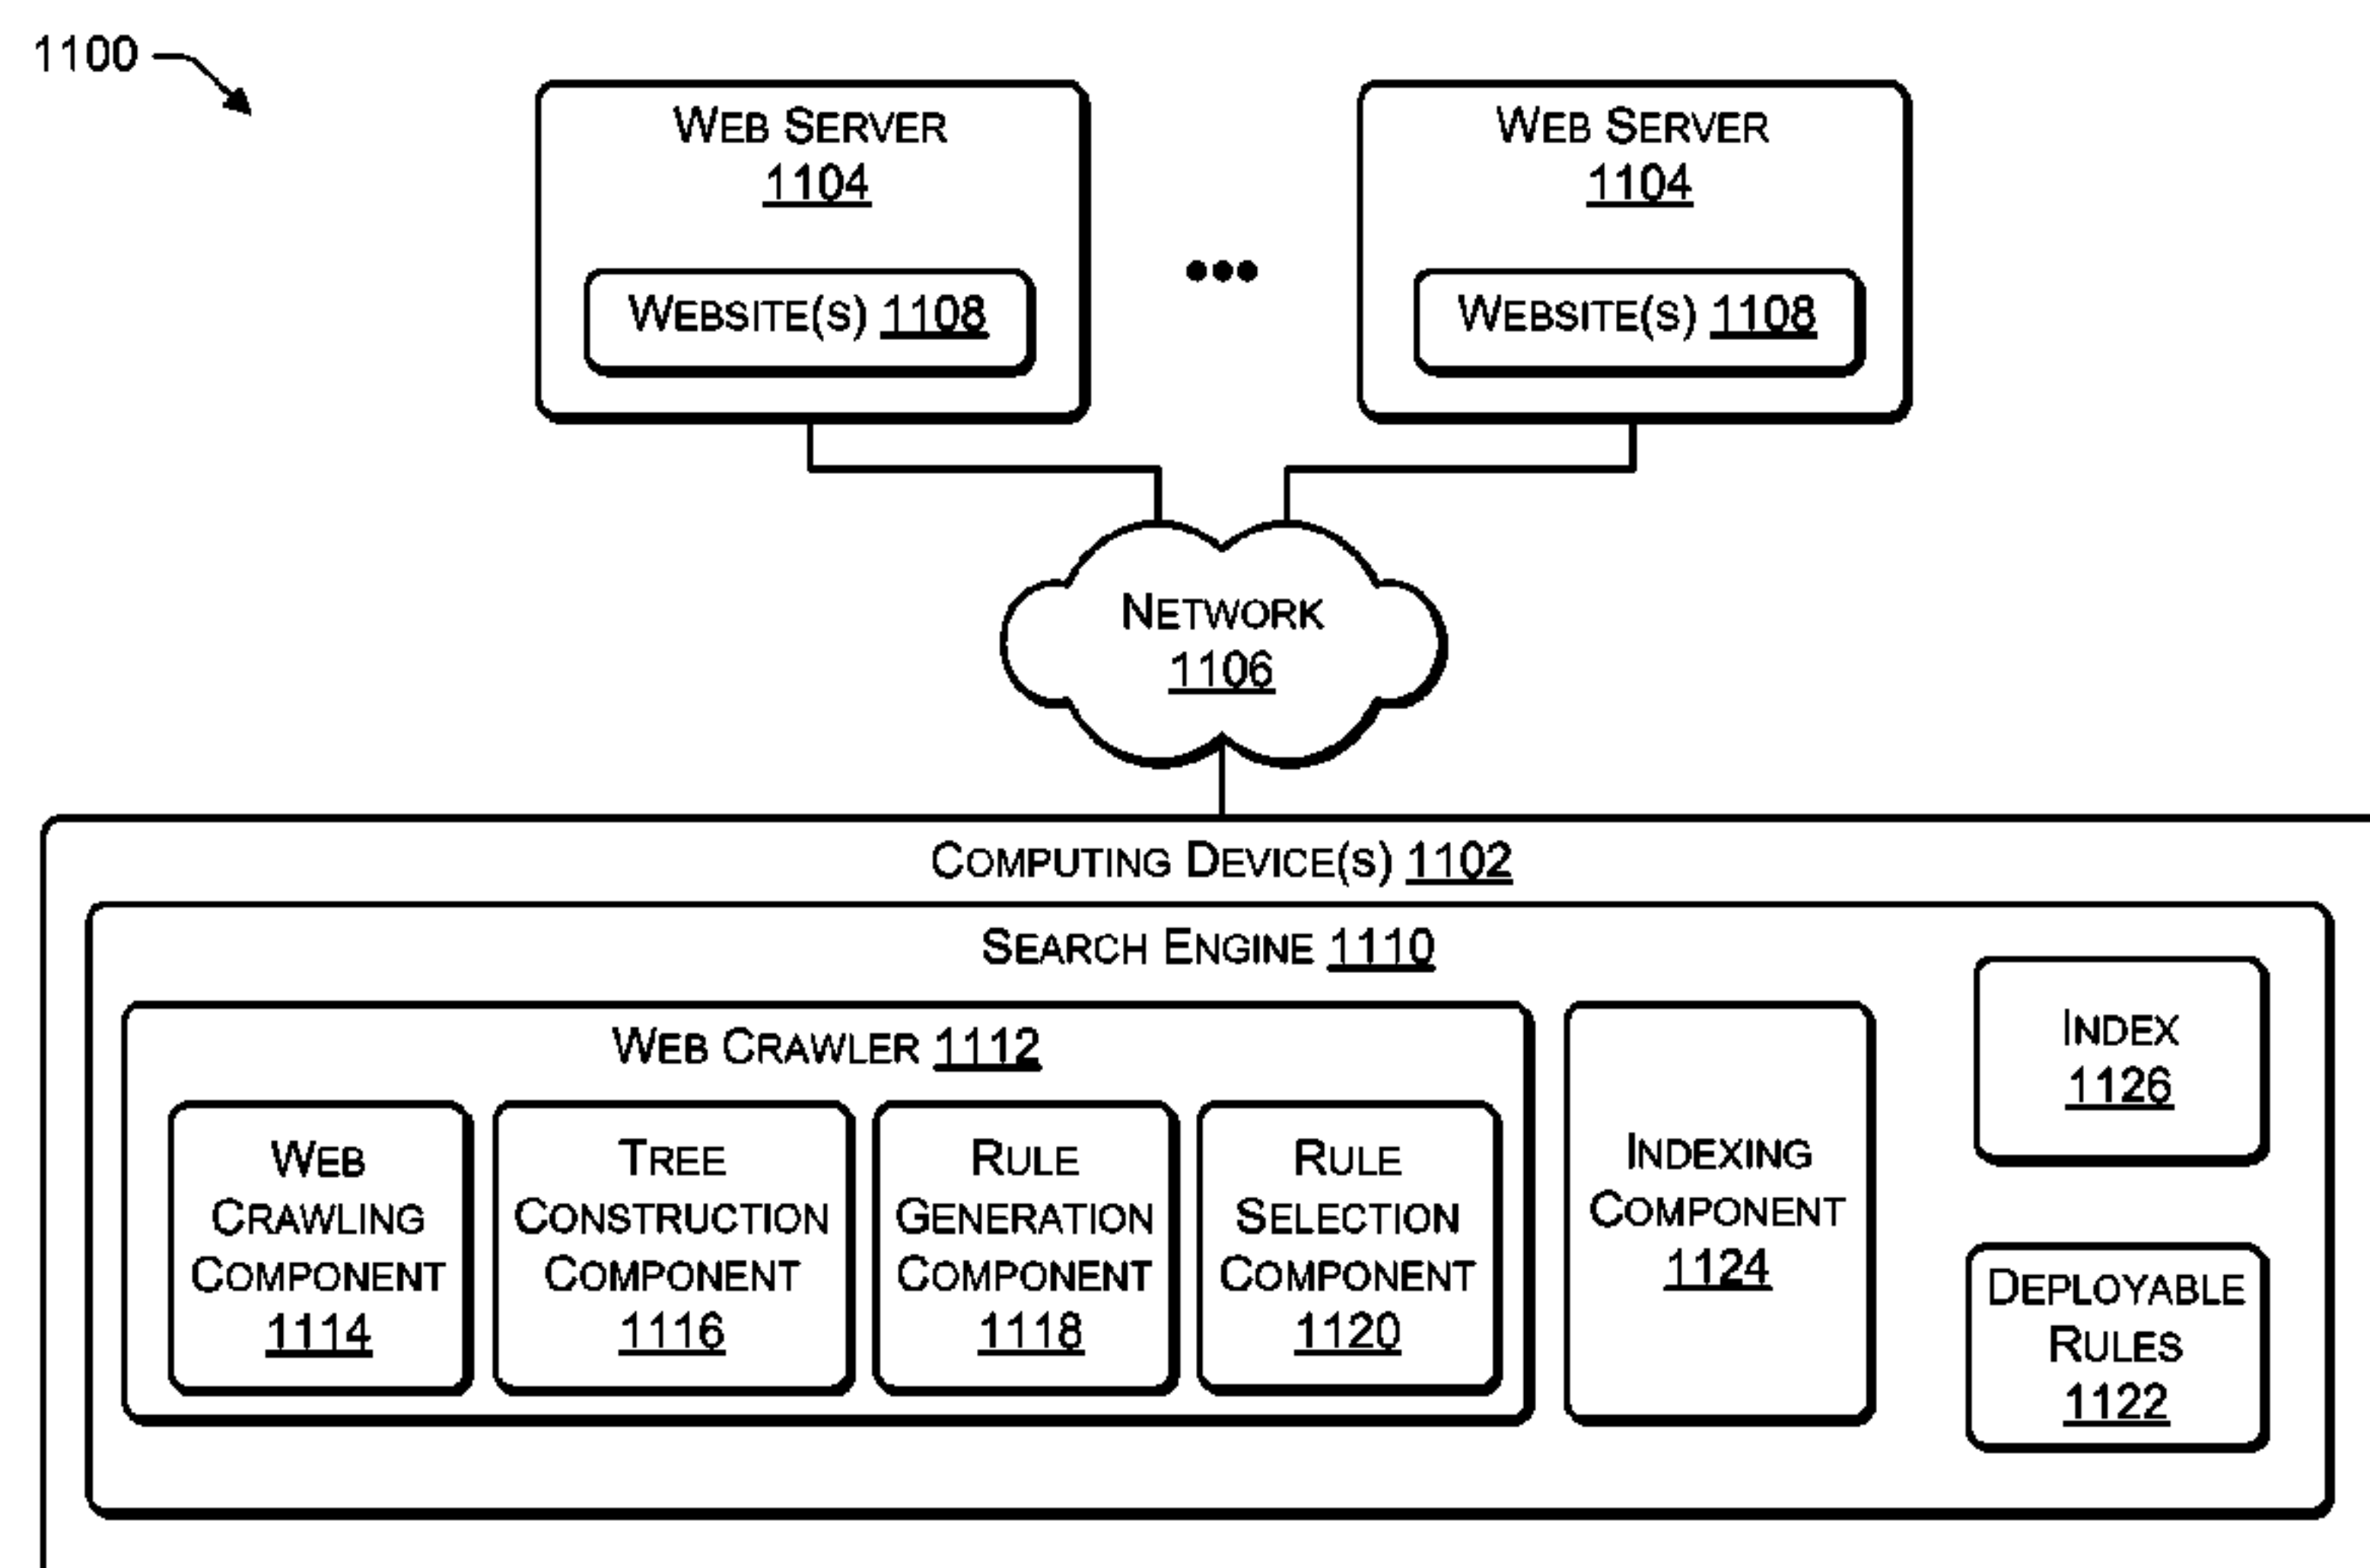 1100
WEB SERVER
1104
WEBSITE(S) 1108
WEB SERVER
1104
WEBSITE(S) 1108
NETWORK
1106
COMPUTING DEVICE(S) 1102
SEARCH ENGINE 1110
WEB CRAWLER 1112
WEB
CRAWLING
COMPONENT
1114
TREE
CONSTRUCTION
COMPONENT
1116
RULE
GENERATION
COMPONENT
1118
RULE
SELECTION
COMPONENT
1120
INDEXING
COMPONENT
1124
INDEX
1126
DEPLOYABLE
RULES
1122